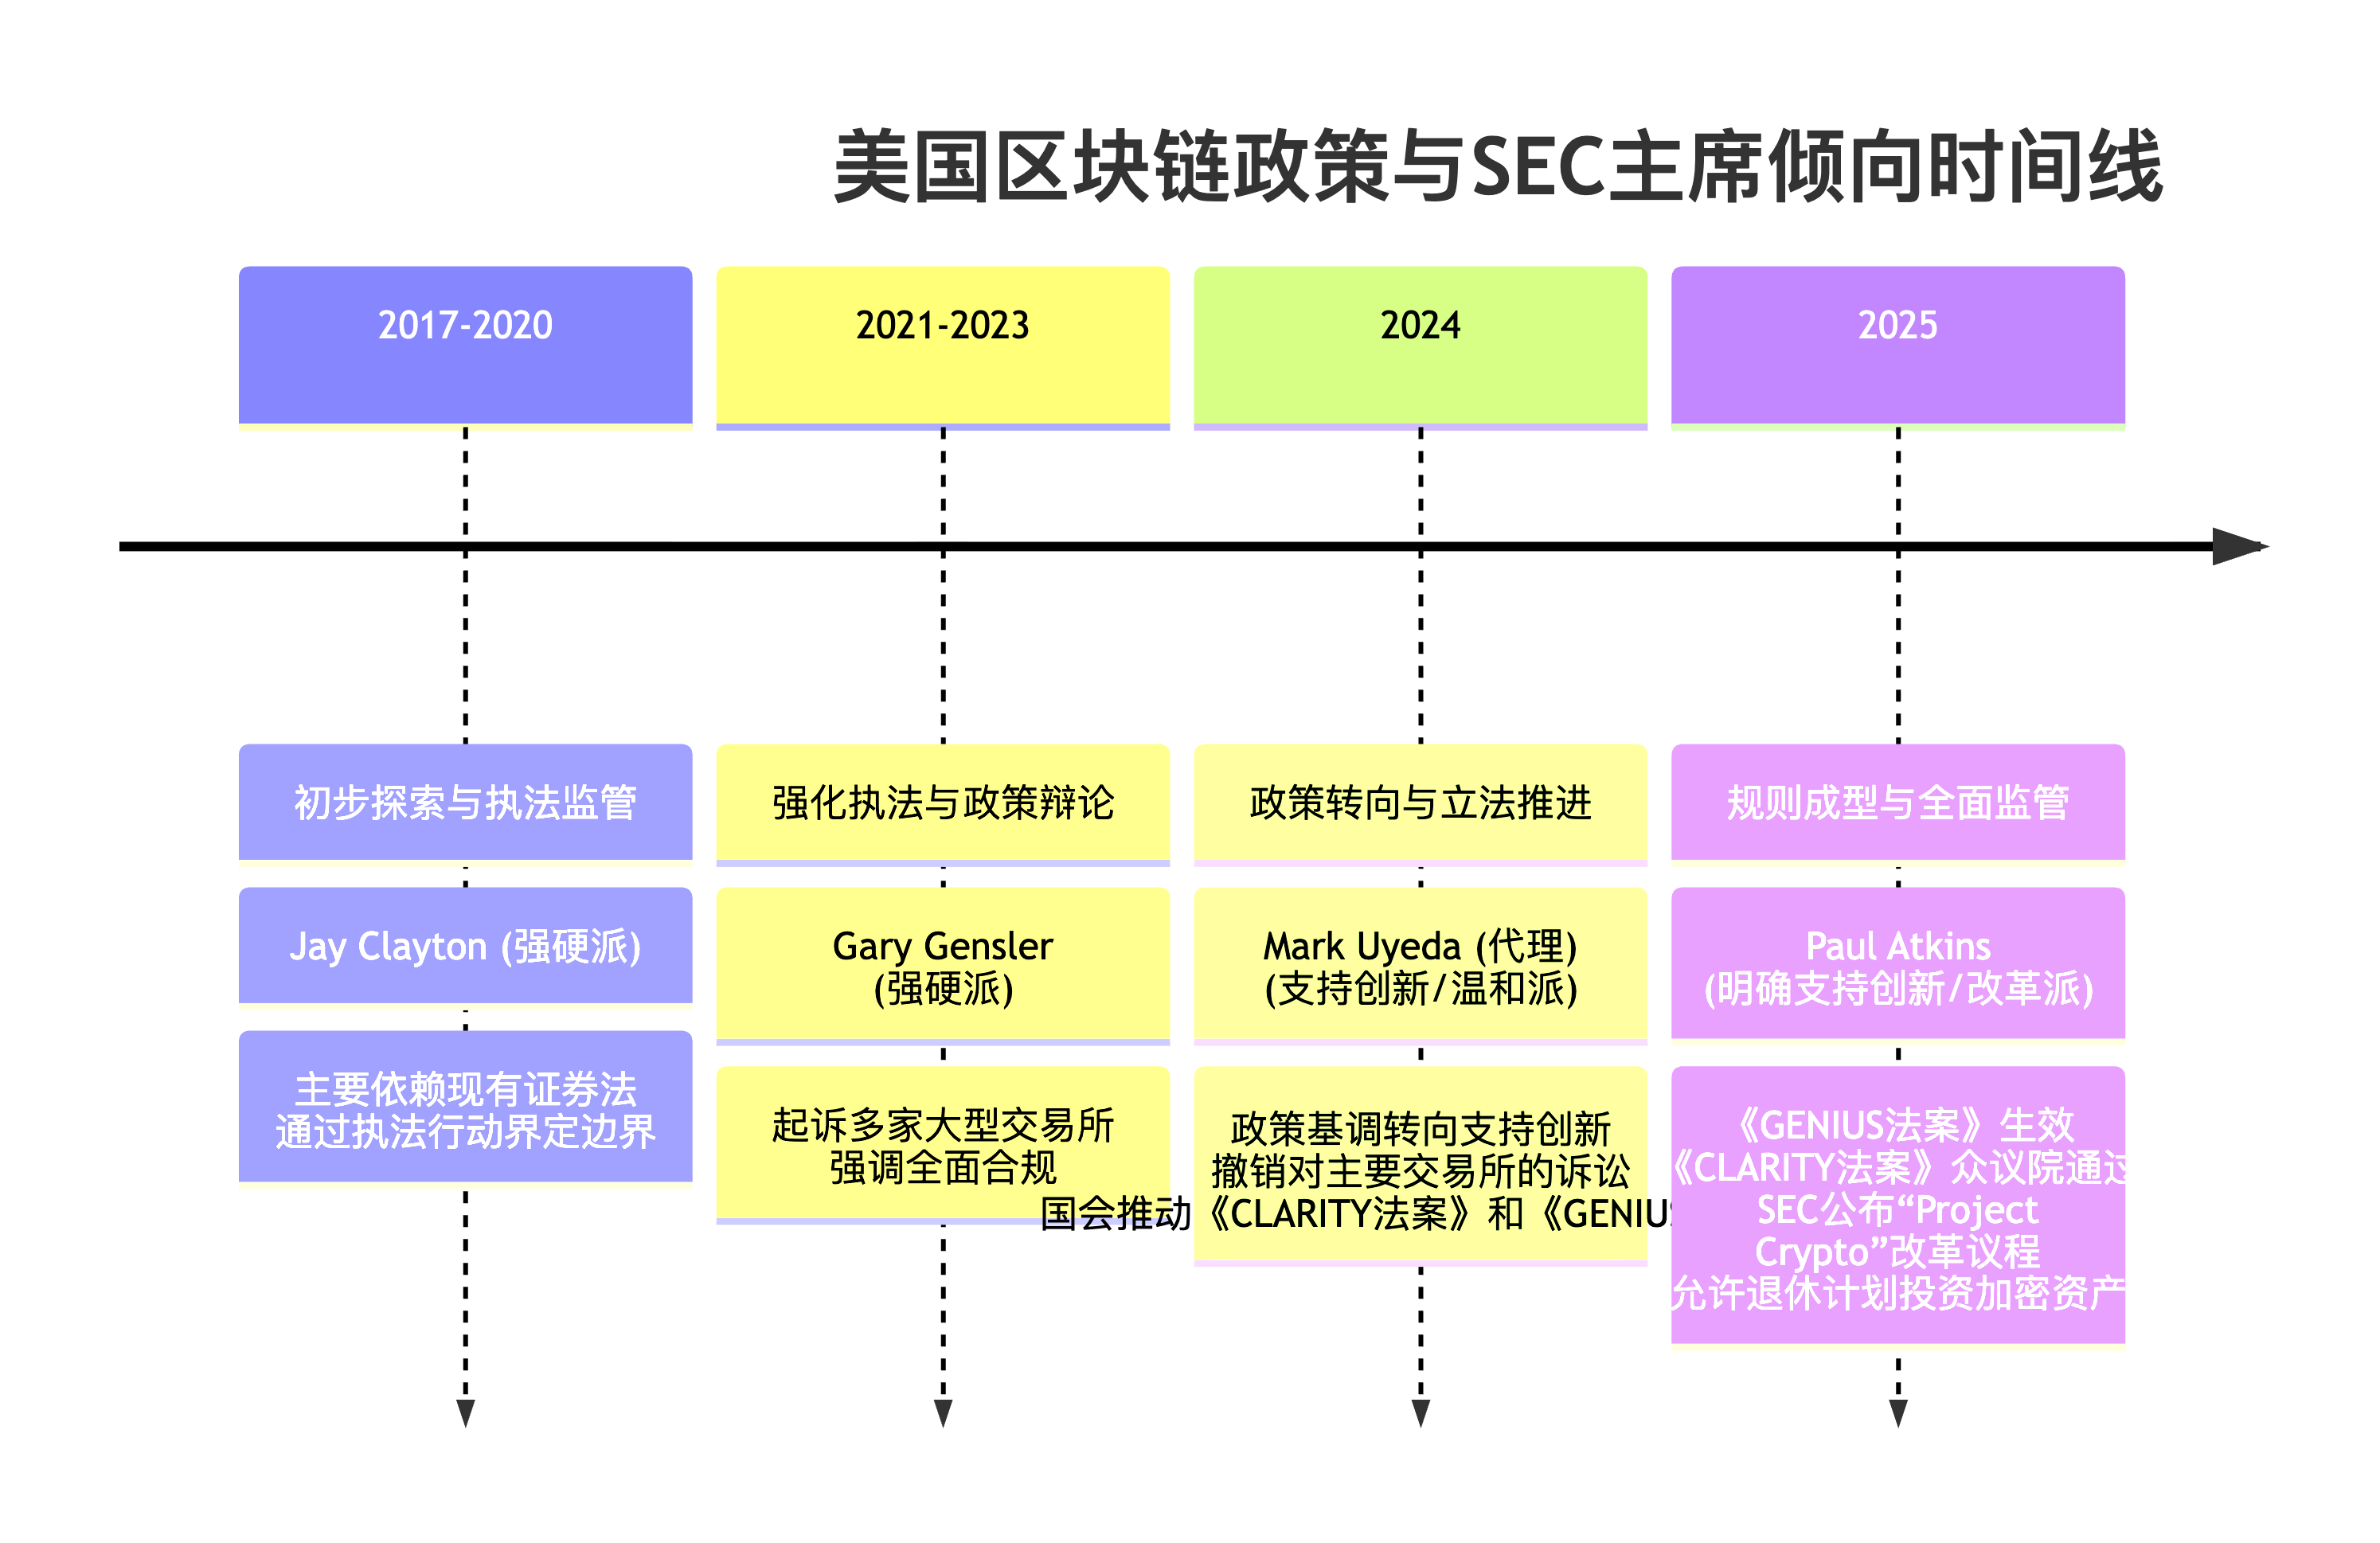 美国区块链政策与SEC主席倾向时间线
2017-2020
初步探索与执法监管
Jay Clayton (强硬派)
主要依赖现有证券法
通过执法行动界定边界
2021-2023
强化执法与政策辩论
Gary Gensler
(强硬派)
起诉多家大型交易所
强调全面合规
2024
政策转向与立法推进
Mark Uyeda (代理)
(支持创新/温和派)
政策基调转向支持创新
撤销对主要交易所的诉讼
国会推动《CLARITY法案》和《GENIUS
2025
规则成型与全面监管
Paul Atkins
(明确支持创新/改革派)
《GENIUS法案》生效
《CLARITY法案》众议院通过
SEC公布“Project
Crypto”改革议程
允许退休计划投资加密资产